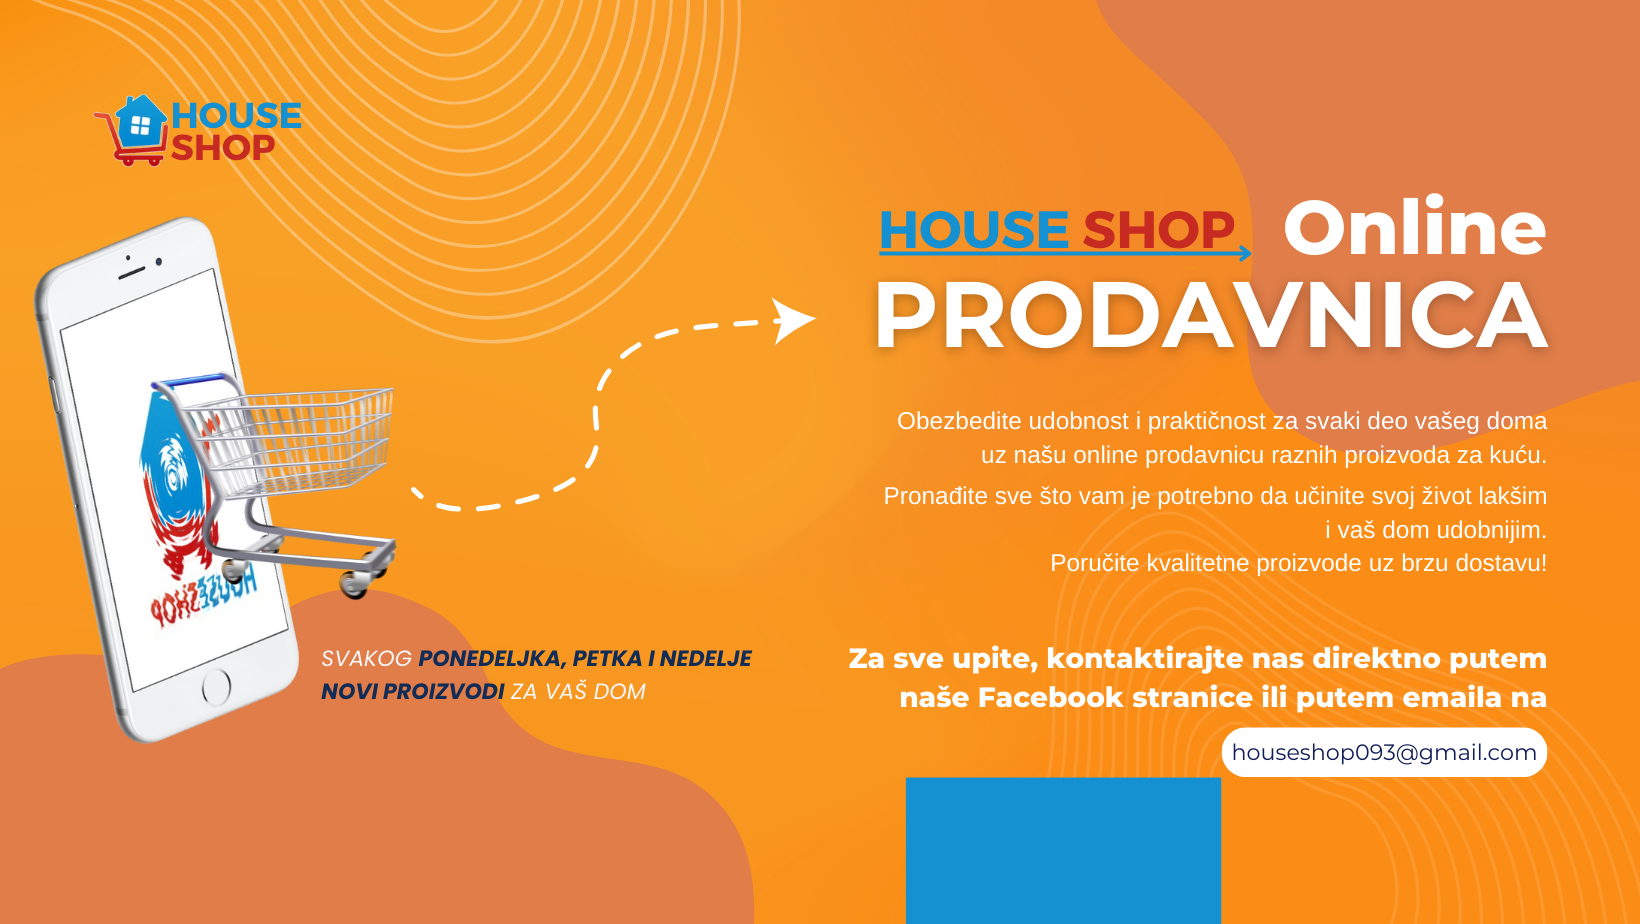 HOUSE
SHOP
HOUSE SHOP Online
PRODAVNICA
Obezbedite udobnost i praktičnost za svaki deo vašeg doma
uz našu online prodavnicu raznih proizvoda za kuću.
Pronađite sve što vam je potrebno da učinite svoj život lakšim
i vaš dom udobnijim.
Poručite kvalitetne proizvode uz brzu dostavu!
SVAKOG PONEDELJKA, PETKA I NEDELJE
NOVI PROIZVODI ZA VAŠ DOM
Za sve upite, kontaktirajte nas direktno putem
naše Facebook stranice ili putem emaila na
houseshop093@gmail.com